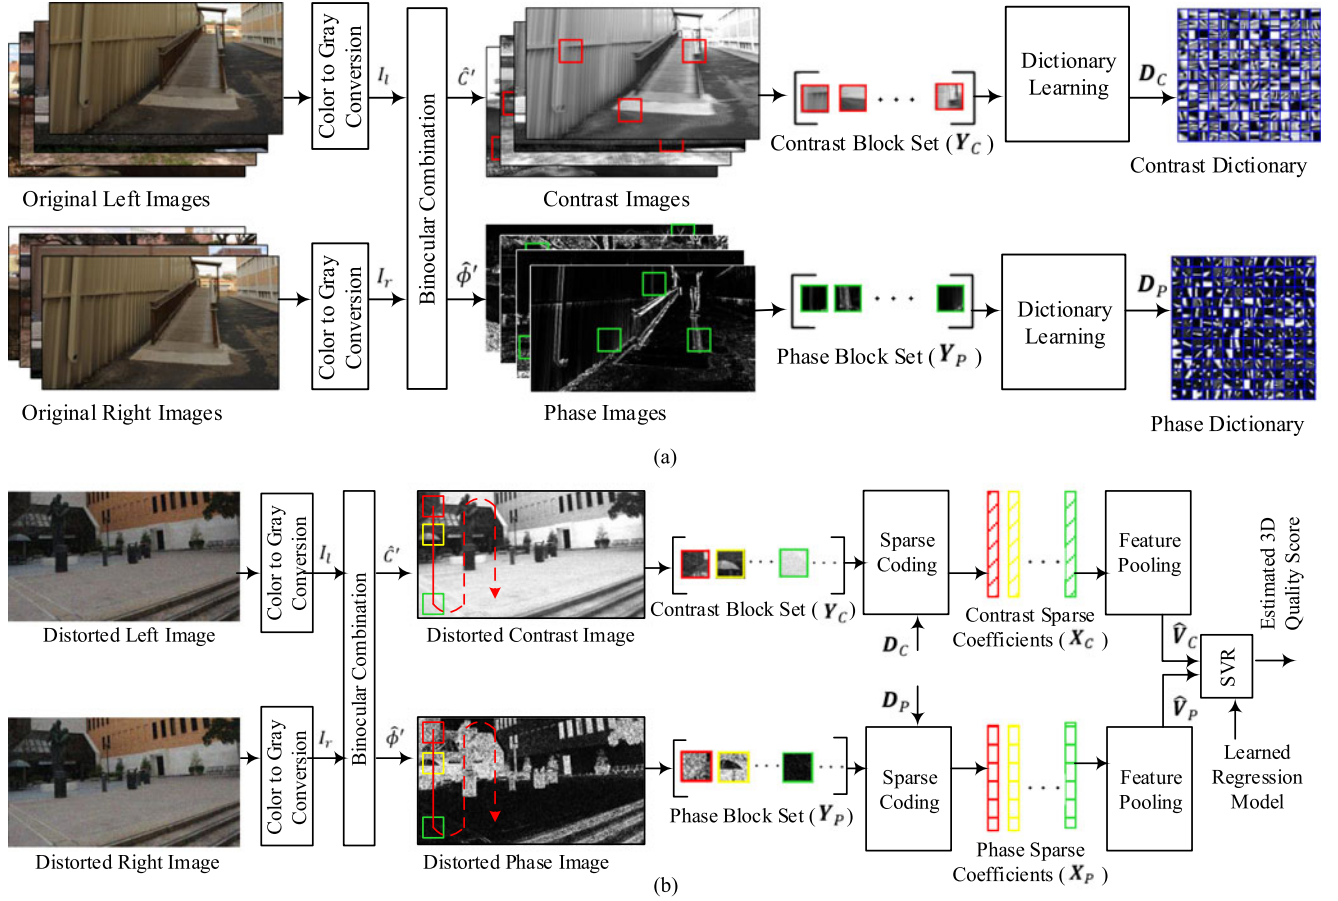 Color to Gray
Conversion
I_l
Ĉ′
Original Left Images
Color to Gray
Conversion
I_r
ϕ̂′
Original Right Images
Binocular Combination
Contrast Images
Phase Images
Contrast Block Set (Y_C)
Dictionary
Learning
D_C
Contrast Dictionary
Phase Block Set (Y_P)
Dictionary
Learning
D_P
Phase Dictionary
(a)
Distorted Left Image
Color to Gray
Conversion
I_l
Ĉ′
Distorted Right Image
Color to Gray
Conversion
I_r
ϕ̂′
Binocular Combination
Distorted Contrast Image
Distorted Phase Image
Contrast Block Set (Y_C)
Sparse
Coding
D_C
Contrast Sparse
Coefficients (X_C)
Feature
Pooling
V̂_C
Phase Block Set (Y_P)
D_P
Sparse
Coding
Phase Sparse
Coefficients (X_P)
Feature
Pooling
V̂_P
SVR
Estimated 3D
Quality Score
Learned
Regression
Model
(b)